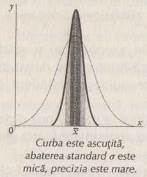 y
0
x̅
x
Curba este ascuțită,
abaterea standard σ este
mică, precizia este mare.